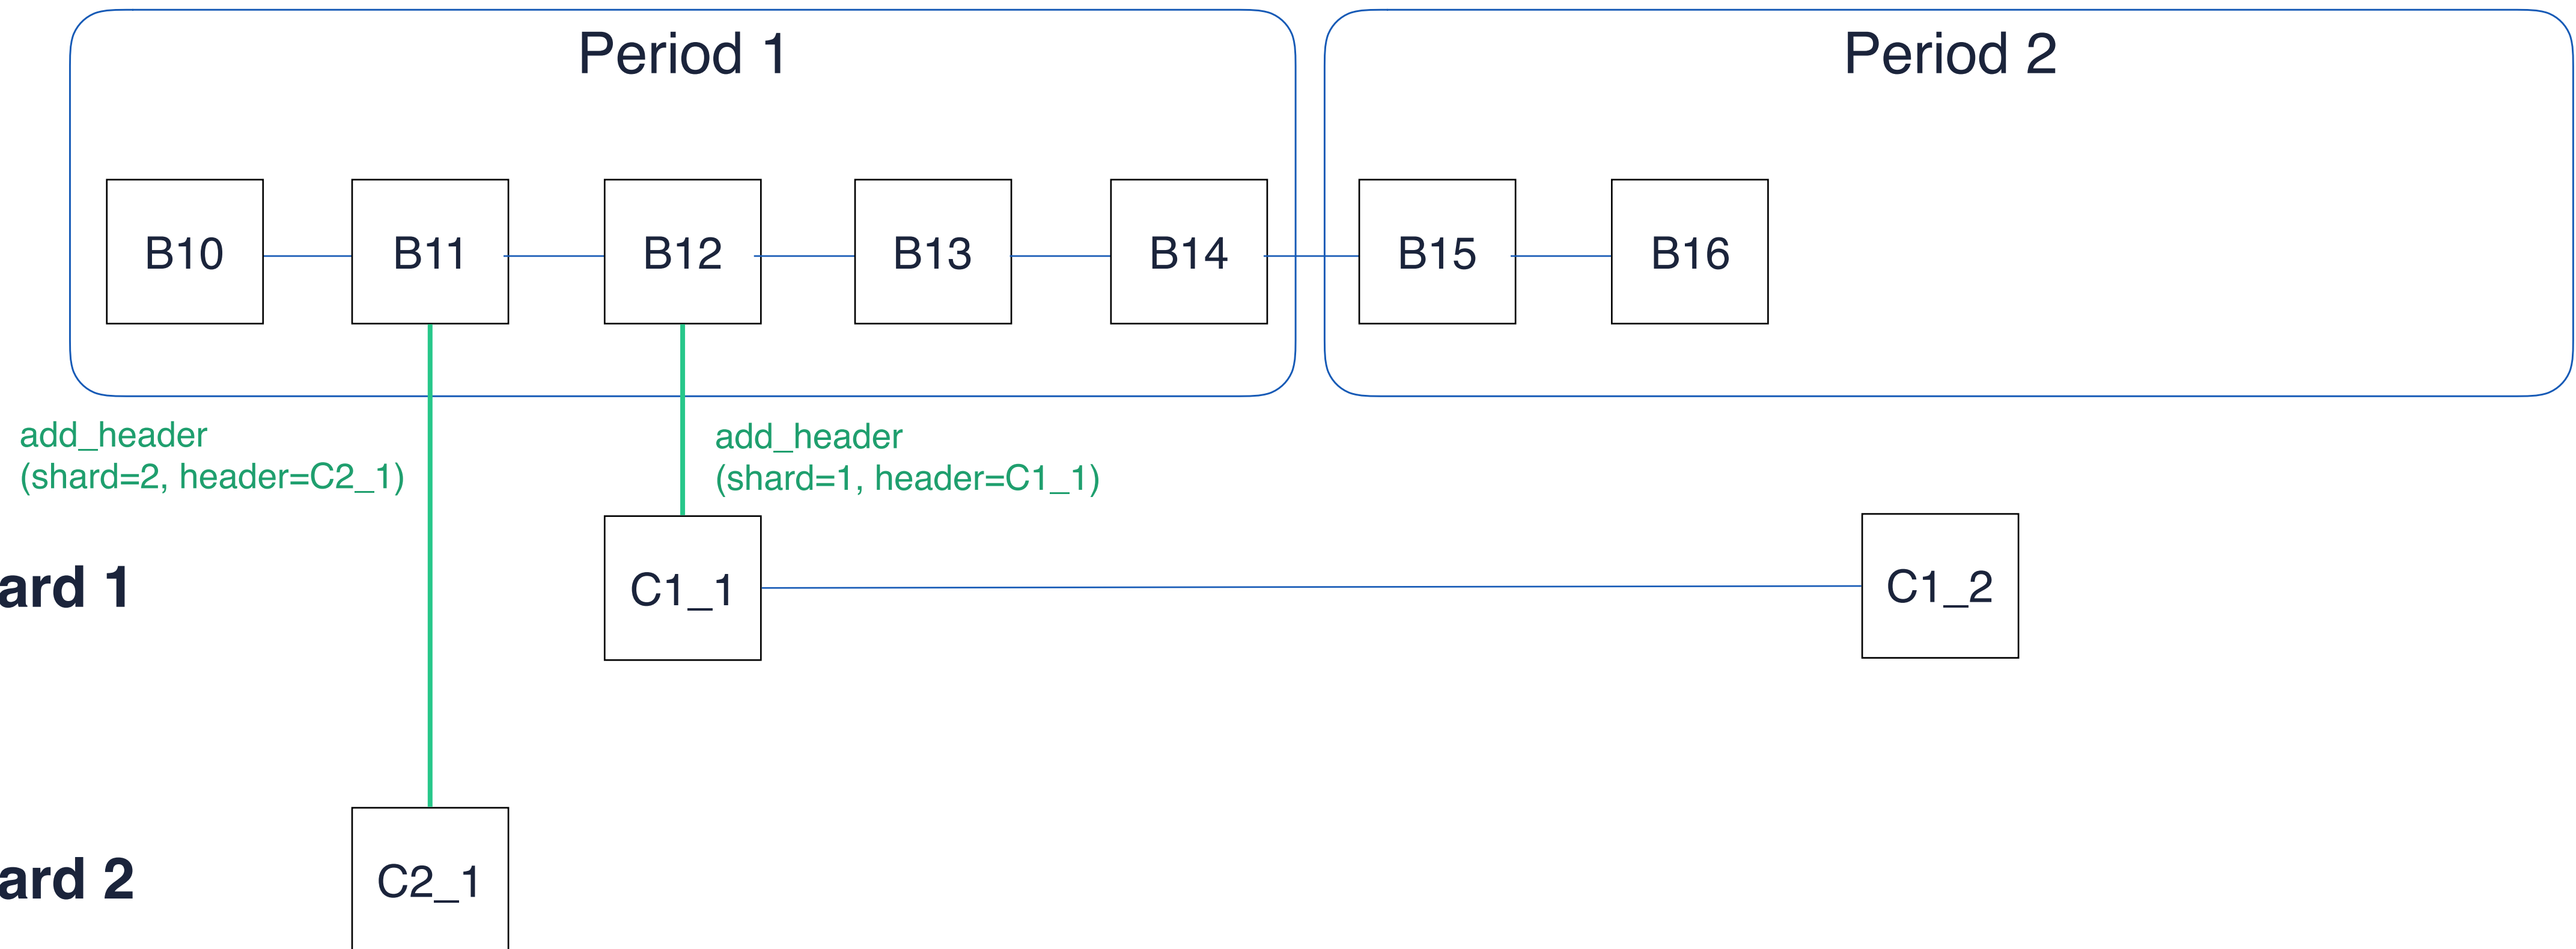 Period 1
Period 2
B10
B11
B12
B13
B14
B15
B16
add_header
(shard=2, header=C2_1)
add_header
(shard=1, header=C1_1)
ard 1
C1_1
C1_2
ard 2
C2_1